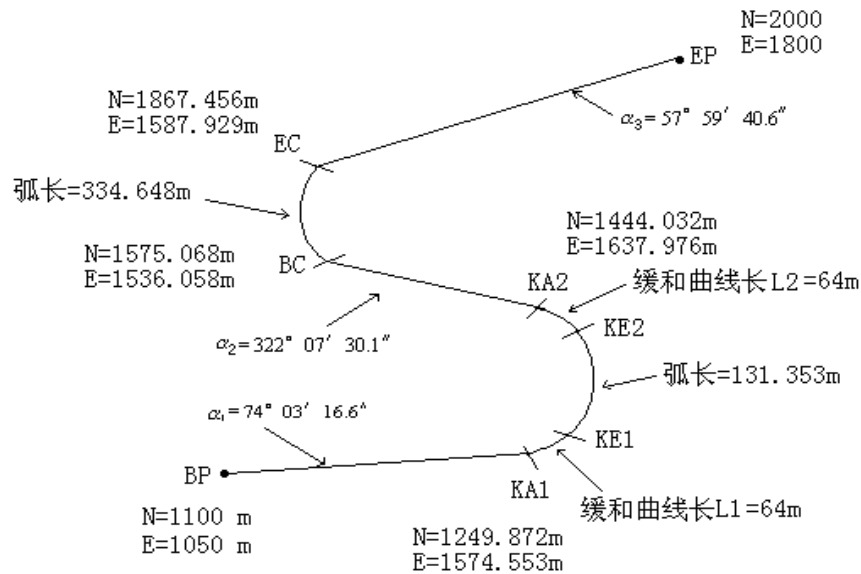 N=2000
E=1800
EP
N=1867.456m
E=1587.929m
EC
α₃=57° 59′ 40.6″
弧长=334.648m
N=1444.032m
E=1637.976m
N=1575.068m
E=1536.058m
BC
KA2
缓和曲线长L2=64m
KE2
α₂=322° 07′ 30.1″
弧长=131.353m
α₁=74° 03′ 16.6″
KE1
BP
KA1
缓和曲线长L1=64m
N=1100 m
E=1050 m
N=1249.872m
E=1574.553m